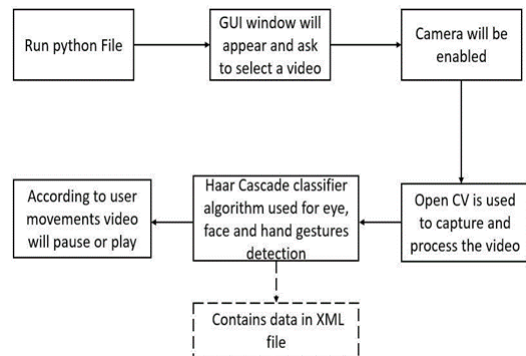 Run python File
GUI window will
appear and ask
to select a video
Camera will be
enabled
Open CV is used
to capture and
process the video
Haar Cascade classifier
algorithm used for eye,
face and hand gestures
detection
According to user
movements video
will pause or play
Contains data in XML
file